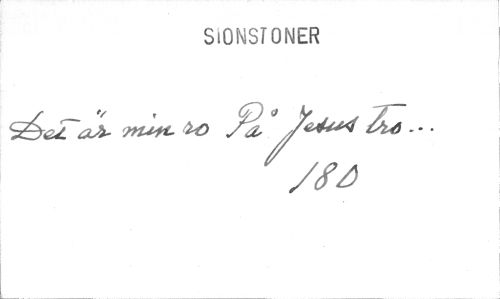 SIONSTONER
Det är min ro På Jesus tro...
180